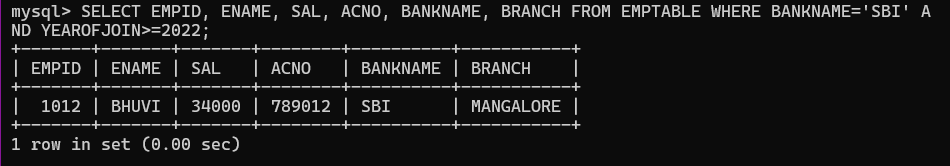 mysql> SELECT EMPID, ENAME, SAL, ACNO, BANKNAME, BRANCH FROM EMPTABLE WHERE BANKNAME='SBI' A
ND YEAROFJOIN>=2022;
+-------+-------+-------+--------+----------+-----------+
| EMPID | ENAME | SAL   | ACNO   | BANKNAME | BRANCH    |
+-------+-------+-------+--------+----------+-----------+
|  1012 | BHUVI | 34000 | 789012 | SBI      | MANGALORE |
+-------+-------+-------+--------+----------+-----------+
1 row in set (0.00 sec)